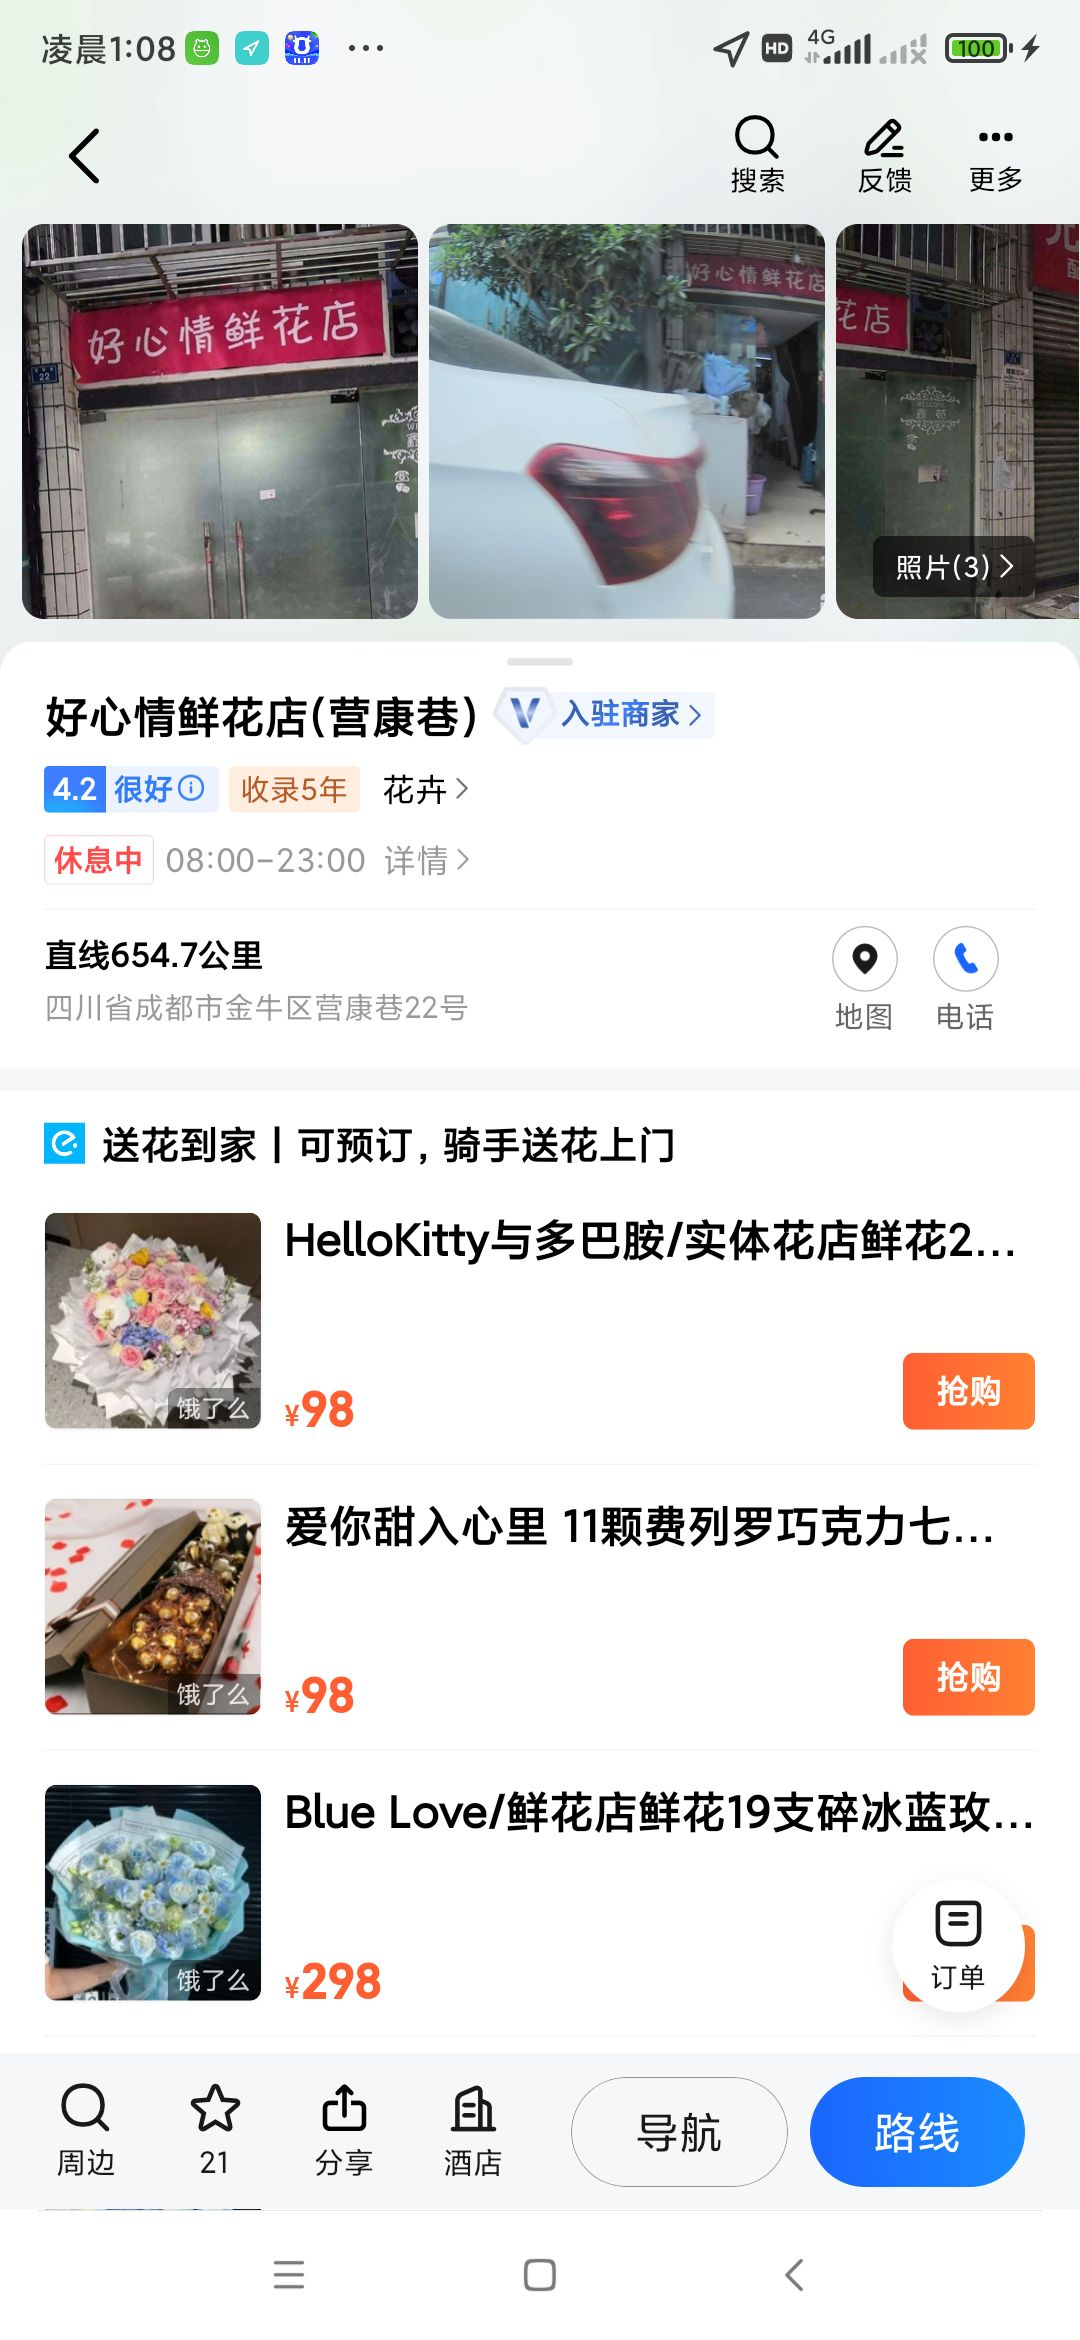 凌晨1:08
HD
4G
100
搜索
反馈
更多
好心情鲜花店
22
好心情鲜花店
花店
WELCOME
鑫苑
照片(3)
好心情鲜花店(营康巷)
V 入驻商家
4.2 很好 收录5年 花卉
休息中 08:00-23:00 详情
直线654.7公里
四川省成都市金牛区营康巷22号
地图
电话
送花到家 | 可预订，骑手送花上门
HelloKitty与多巴胺/实体花店鲜花2...
饿了么
¥98
抢购
爱你甜入心里 11颗费列罗巧克力七...
饿了么
¥98
抢购
Blue Love/鲜花店鲜花19支碎冰蓝玫...
饿了么
¥298
订单
周边
21
分享
酒店
导航
路线